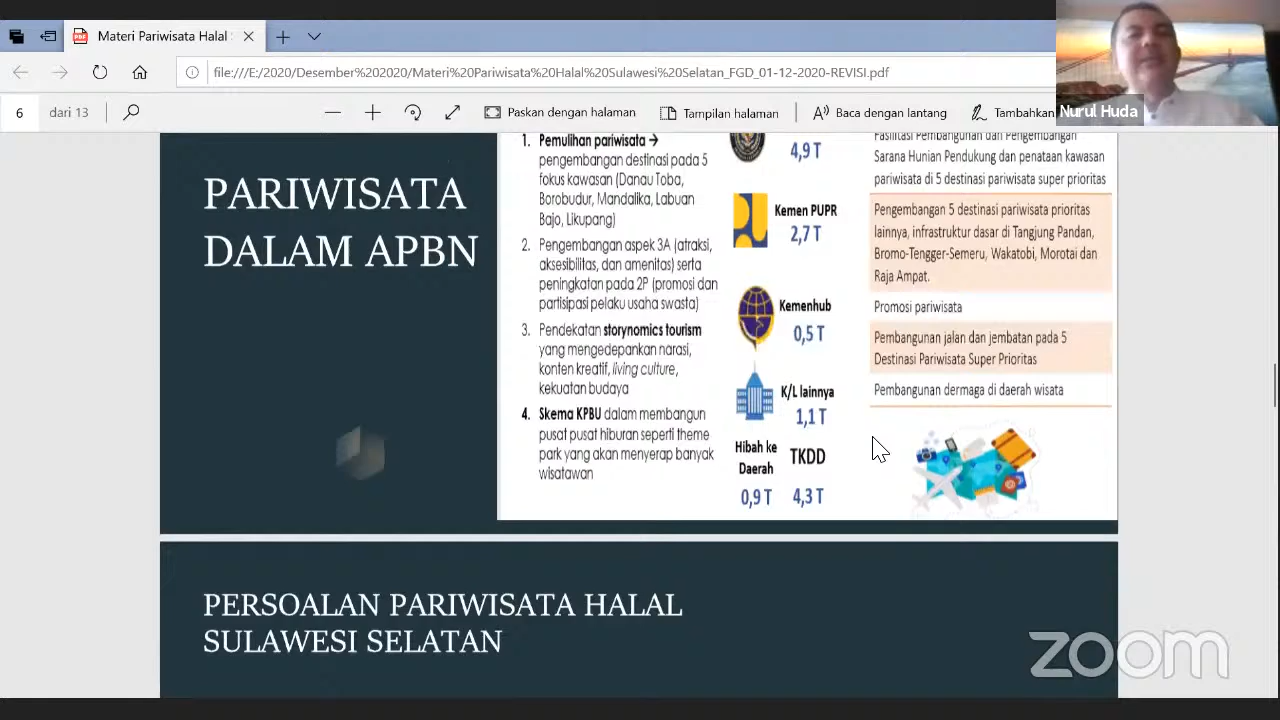 Materi Pariwisata Halal
file:///E:/2020/Desember%202020/Materi%20Pariwisata%20Halal%20Sulawesi%20Selatan_FGD_01-12-2020-REVISI.pdf
6 dari 13
Paskan dengan halaman
Tampilan halaman
Baca dengan lantang
Tambahkan
Nurul Huda
PARIWISATA
DALAM APBN
1. Pemulihan pariwisata →
pengembangan destinasi pada 5
fokus kawasan (Danau Toba,
Borobudur, Mandalika, Labuan
Bajo, Likupang)
2. Pengembangan aspek 3A (atraksi,
aksesibilitas, dan amenitas) serta
peningkatan pada 2P (promosi dan
partisipasi pelaku usaha swasta)
3. Pendekatan storynomics tourism
yang mengedepankan narasi,
konten kreatif, living culture,
kekuatan budaya
4. Skema KPBU dalam membangun
pusat pusat hiburan seperti theme
park yang akan menyerap banyak
wisatawan
4,9 T
Kemen PUPR
2,7 T
Kemenhub
0,5 T
K/L lainnya
1,1 T
Hibah ke
Daerah
0,9 T
TKDD
4,3 T
Fasilitasi Pembangunan dan Pengembangan
Sarana Hunian Pendukung dan penataan kawasan
pariwisata di 5 destinasi pariwisata super prioritas
Pengembangan 5 destinasi pariwisata prioritas
lainnya, infrastruktur dasar di Tangjung Pandan,
Bromo-Tengger-Semeru, Wakatobi, Morotai dan
Raja Ampat.
Promosi pariwisata
Pembangunan jalan dan jembatan pada 5
Destinasi Pariwisata Super Prioritas
Pembangunan dermaga di daerah wisata
PERSOALAN PARIWISATA HALAL
SULAWESI SELATAN
zoom